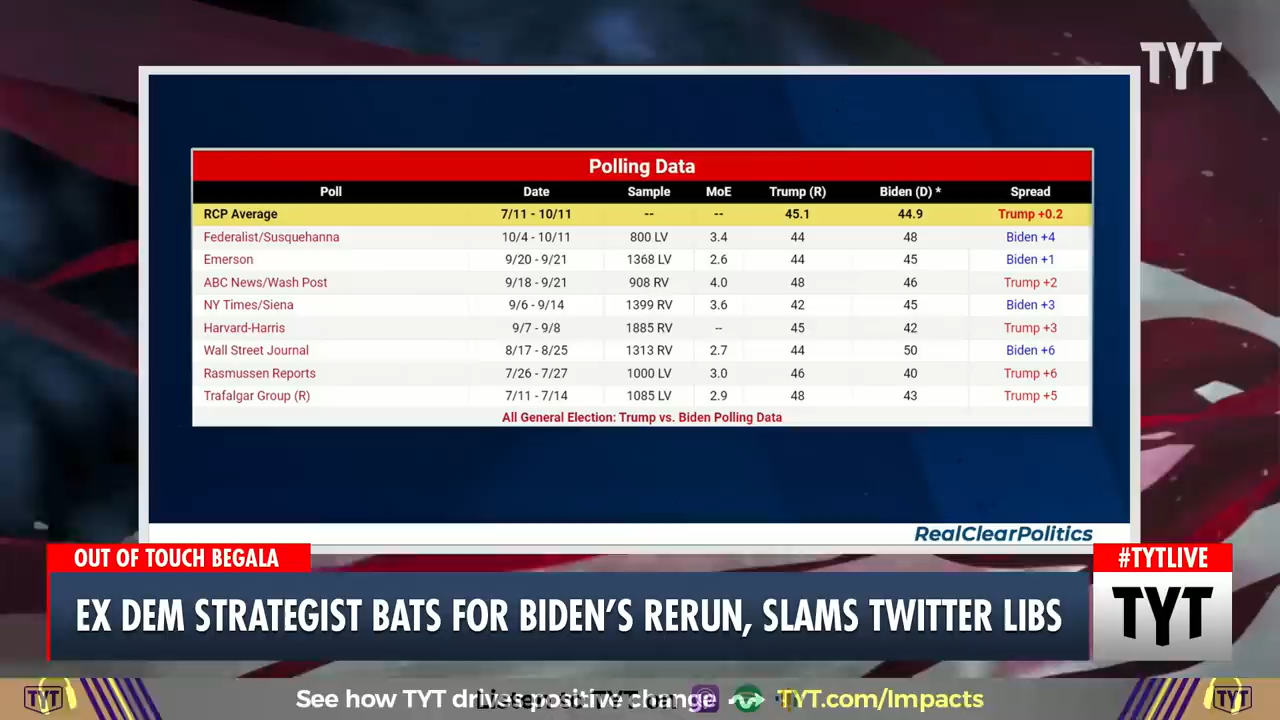 TYT
Polling Data
Poll Date Sample MoE Trump (R) Biden (D) * Spread
RCP Average 7/11 - 10/11 -- -- 45.1 44.9 Trump +0.2
Federalist/Susquehanna 10/4 - 10/11 800 LV 3.4 44 48 Biden +4
Emerson 9/20 - 9/21 1368 LV 2.6 44 45 Biden +1
ABC News/Wash Post 9/18 - 9/21 908 RV 4.0 48 46 Trump +2
NY Times/Siena 9/6 - 9/14 1399 RV 3.6 42 45 Biden +3
Harvard-Harris 9/7 - 9/8 1885 RV -- 45 42 Trump +3
Wall Street Journal 8/17 - 8/25 1313 RV 2.7 44 50 Biden +6
Rasmussen Reports 7/26 - 7/27 1000 LV 3.0 46 40 Trump +6
Trafalgar Group (R) 7/11 - 7/14 1085 LV 2.9 48 43 Trump +5
All General Election: Trump vs. Biden Polling Data
RealClearPolitics
OUT OF TOUCH BEGALA
#TYTLIVE
EX DEM STRATEGIST BATS FOR BIDEN'S RERUN, SLAMS TWITTER LIBS
TYT
TYT
See how TYT drives positive change
TYT.com/Impacts
TYT